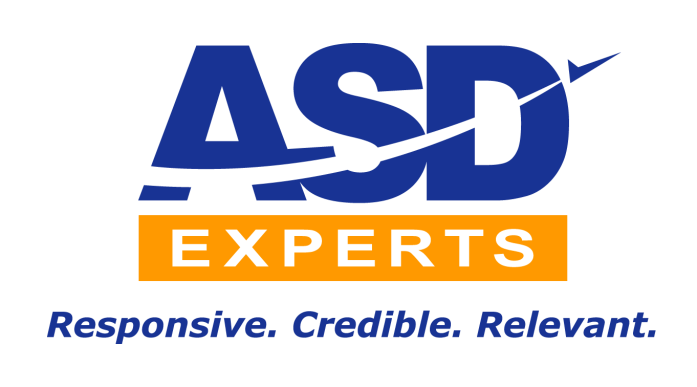 ASD
EXPERTS
Responsive. Credible. Relevant.